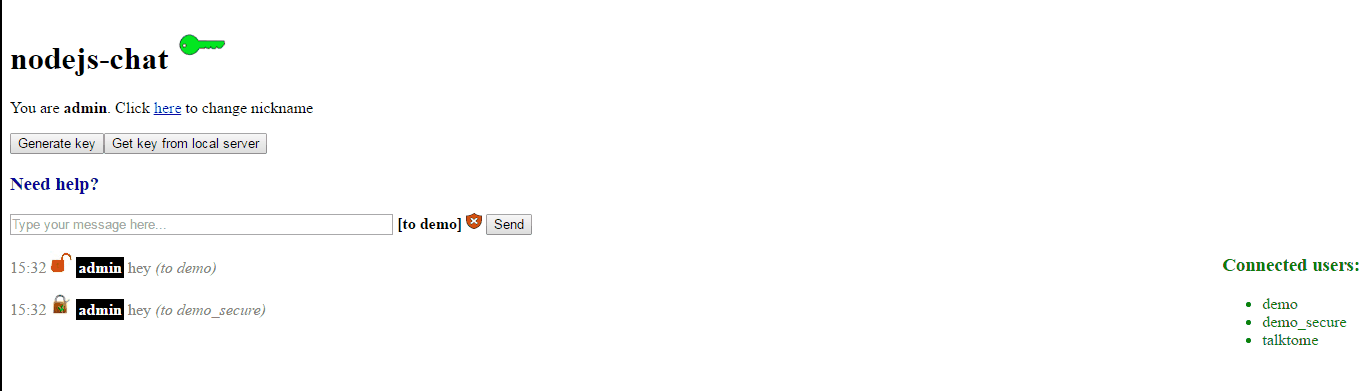 nodejs-chat
You are admin. Click here to change nickname
Generate key Get key from local server
Need help?
Type your message here... [to demo] Send
15:32 admin hey (to demo)
15:32 admin hey (to demo_secure)
Connected users:
demo
demo_secure
talktome